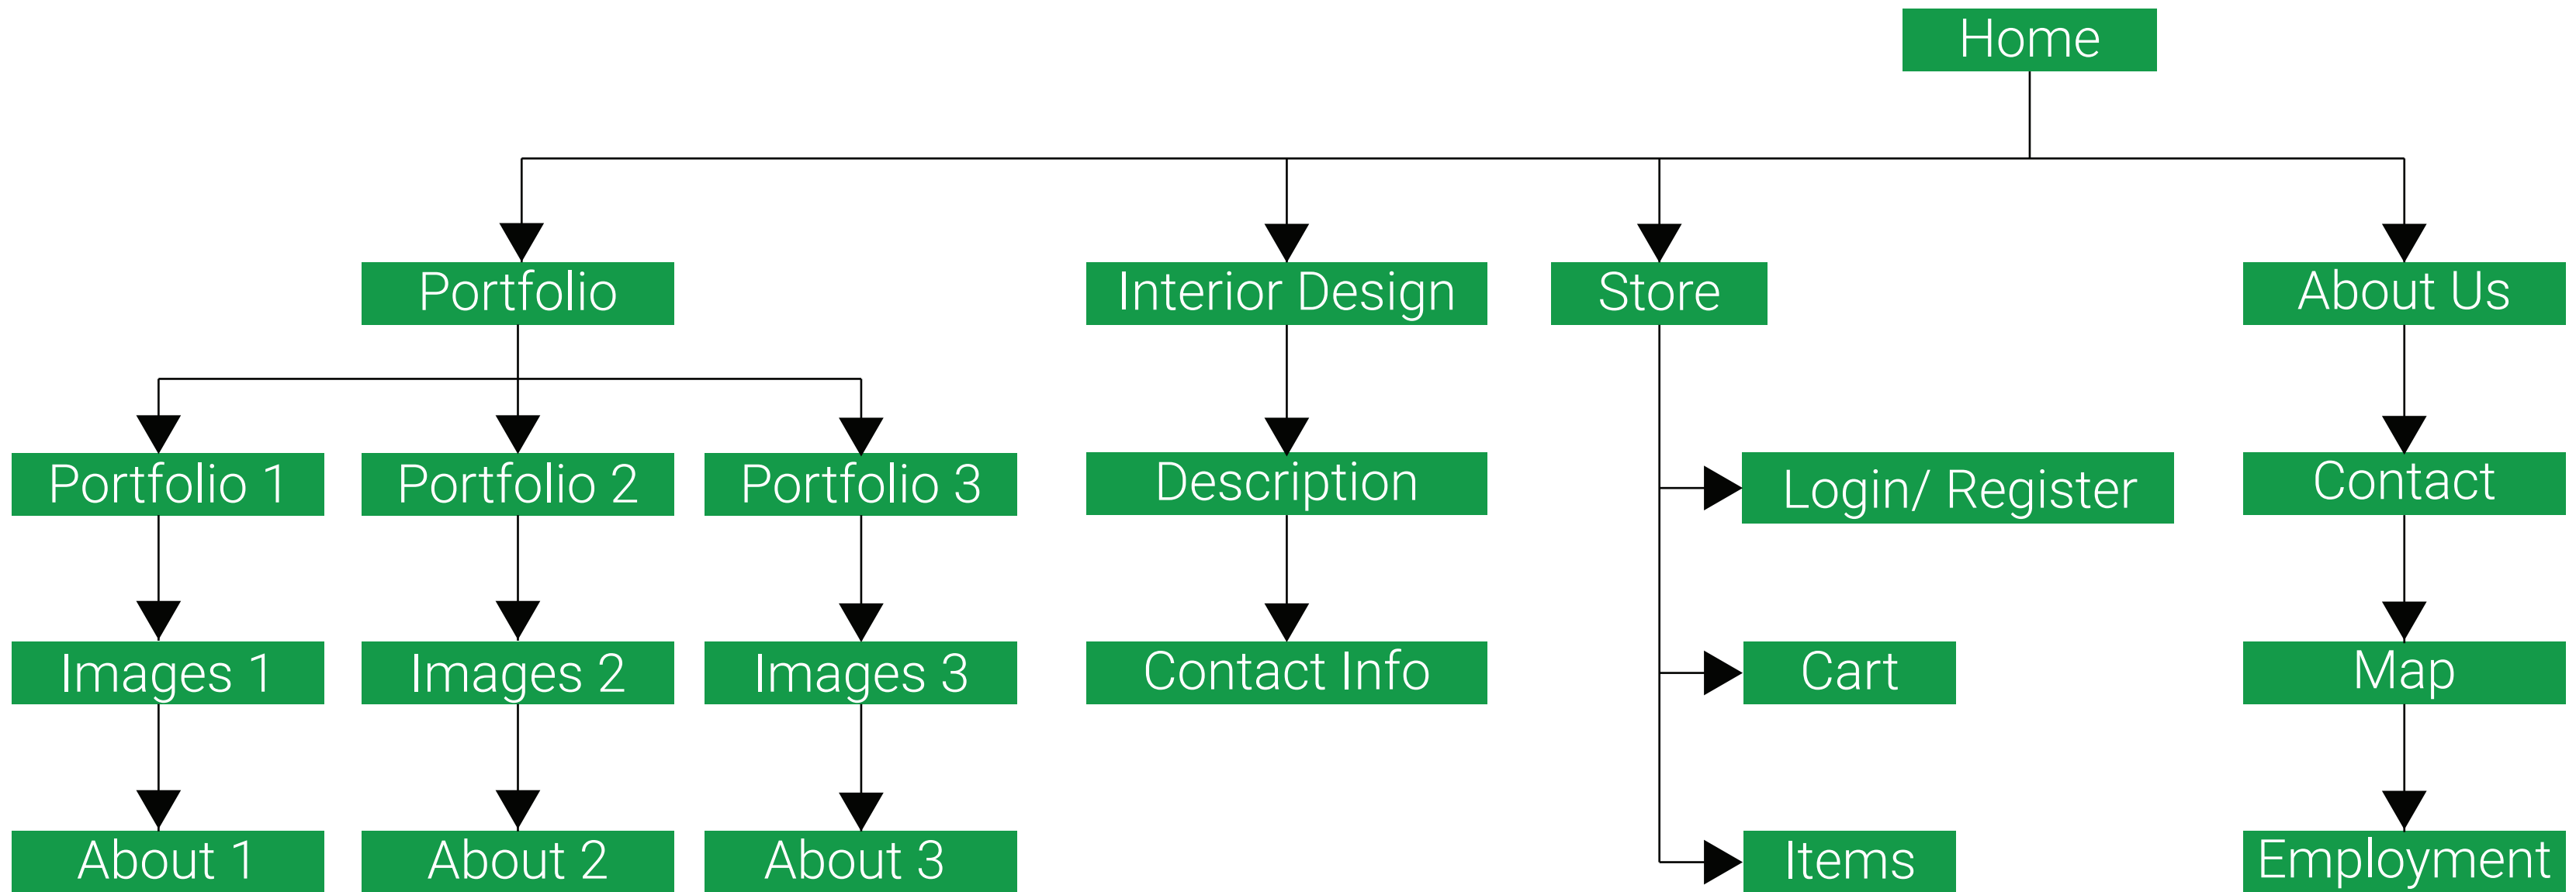 Home
Portfolio
Interior Design
Store
About Us
Portfolio 1
Portfolio 2
Portfolio 3
Description
Login/ Register
Contact
Images 1
Images 2
Images 3
Contact Info
Cart
Map
About 1
About 2
About 3
Items
Employment